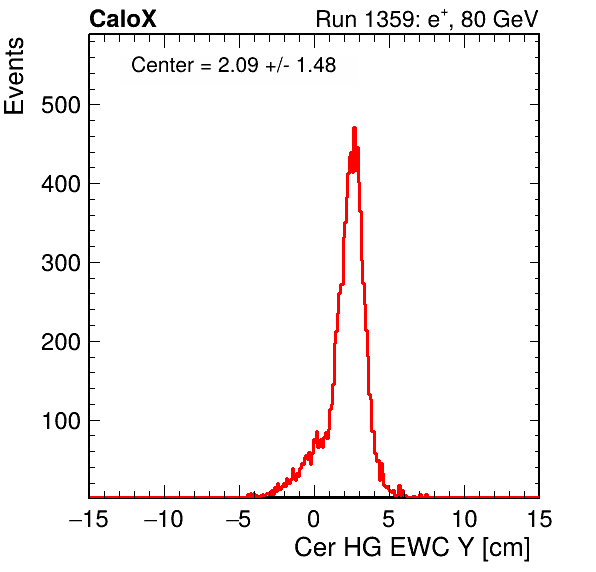 CaloX Run 1359: e⁺, 80 GeV
Events
Center = 2.09 +/- 1.48
500
400
300
200
100
−15 −10 −5 0 5 10 15
Cer HG EWC Y [cm]